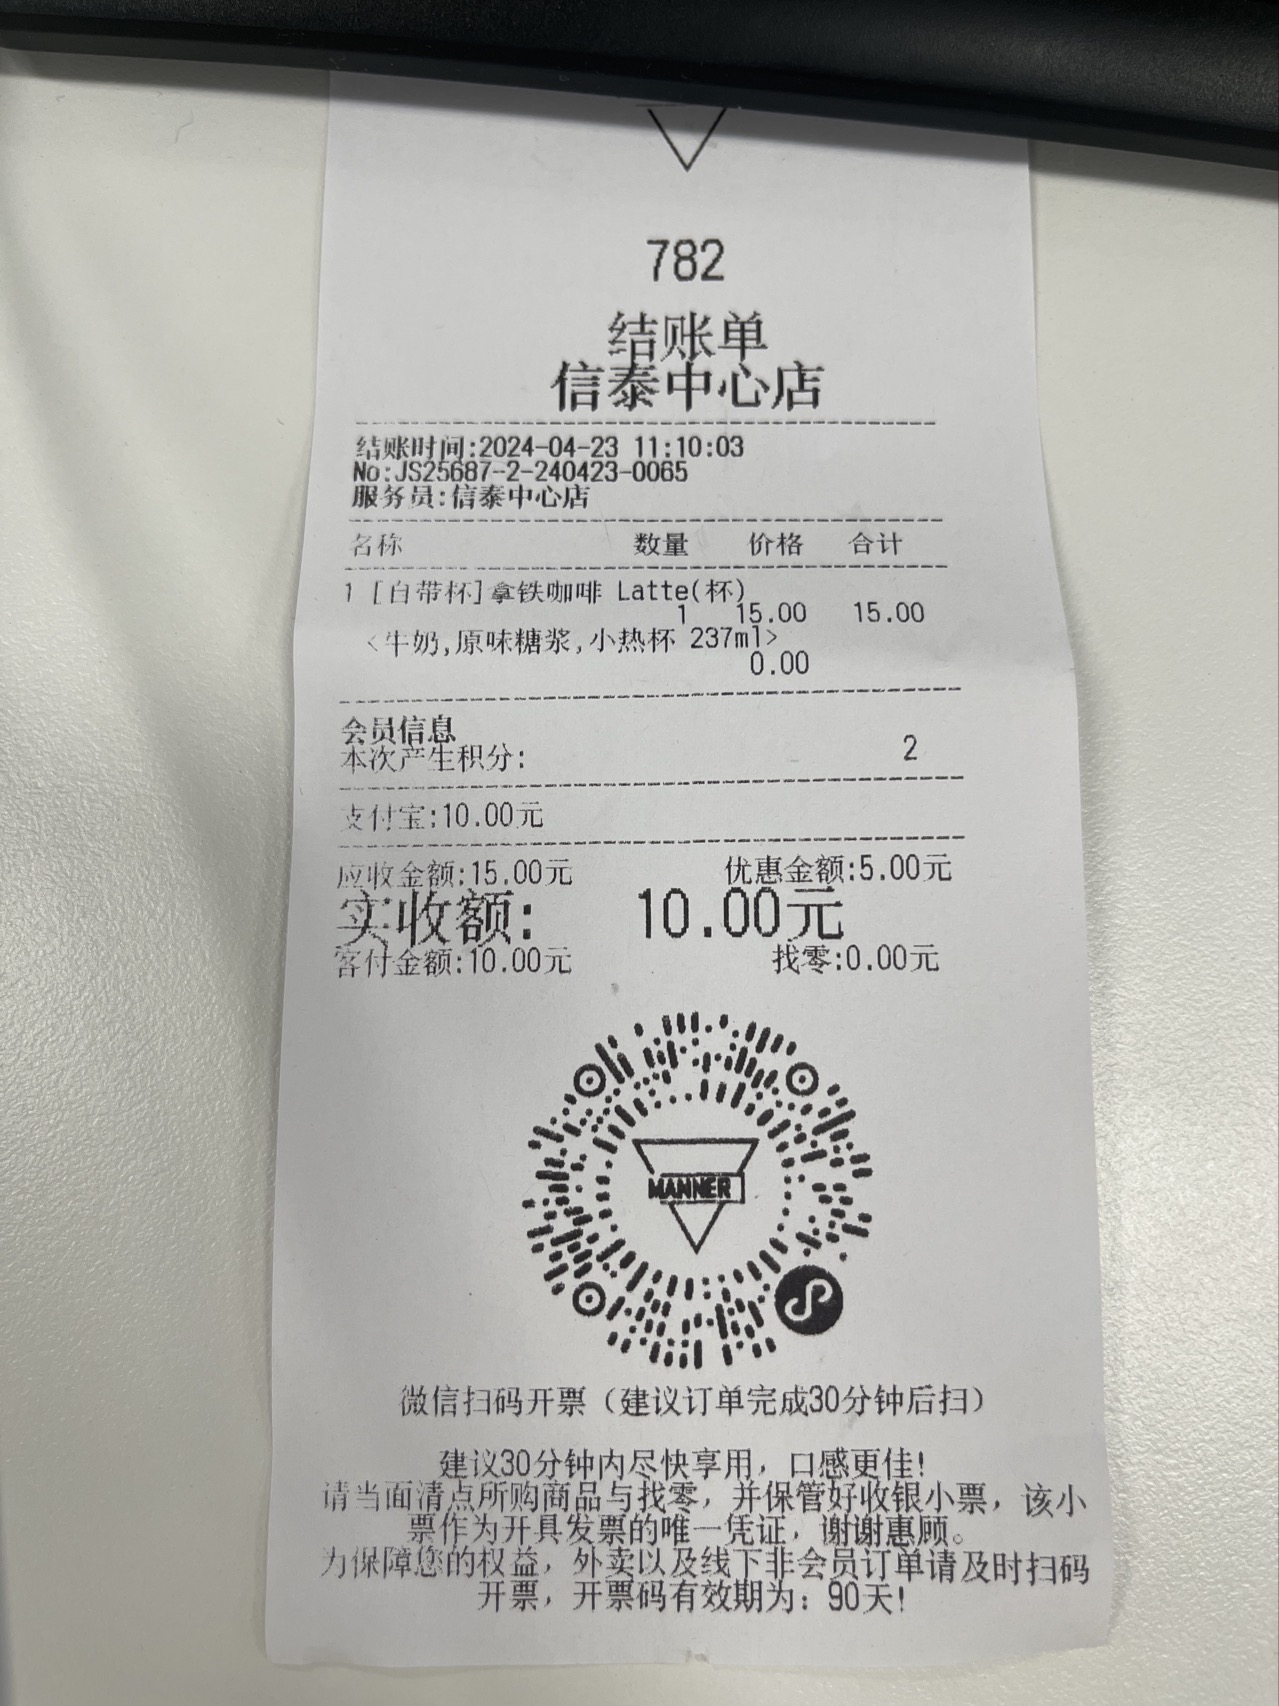 782
结账单
信泰中心店
结账时间:2024-04-23 11:10:03
No:JS25687-2-240423-0065
服务员:信泰中心店
名称 数量 价格 合计
1 [自带杯]拿铁咖啡 Latte(杯)
1 15.00 15.00
<牛奶,原味糖浆,小热杯 237ml>
0.00
会员信息
本次产生积分: 2
支付宝:10.00元
应收金额:15.00元 优惠金额:5.00元
实收额: 10.00元
客付金额:10.00元 找零:0.00元
MANNER
微信扫码开票（建议订单完成30分钟后扫）
建议30分钟内尽快享用，口感更佳!
请当面清点所购商品与找零，并保管好收银小票，该小
票作为开具发票的唯一凭证，谢谢惠顾。
为保障您的权益，外卖以及线下非会员订单请及时扫码
开票，开票码有效期为：90天!